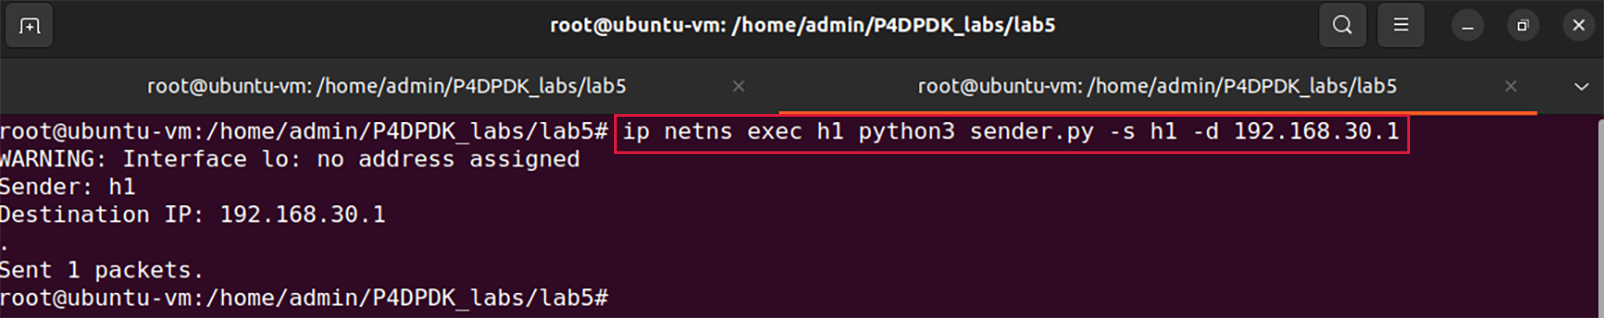 root@ubuntu-vm: /home/admin/P4DPDK_labs/lab5
root@ubuntu-vm: /home/admin/P4DPDK_labs/lab5
root@ubuntu-vm: /home/admin/P4DPDK_labs/lab5
root@ubuntu-vm:/home/admin/P4DPDK_labs/lab5# ip netns exec h1 python3 sender.py -s h1 -d 192.168.30.1
WARNING: Interface lo: no address assigned
Sender: h1
Destination IP: 192.168.30.1
.
Sent 1 packets.
root@ubuntu-vm:/home/admin/P4DPDK_labs/lab5#